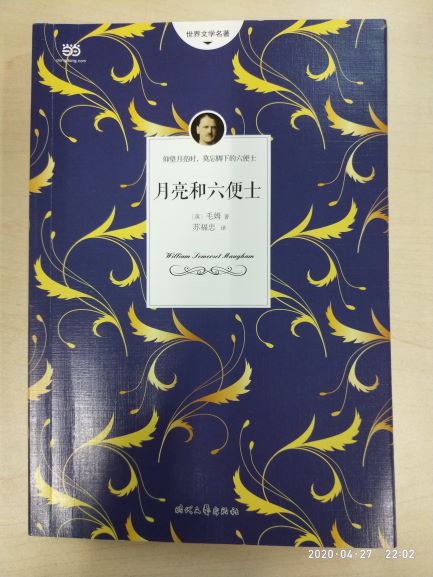 世界文学名著
仰望月亮时，莫忘脚下的六便士
月亮和六便士
［英］毛姆 著
苏福忠 译
William Somerset Maugham
时代文艺出版社
2020-04-27 22:02